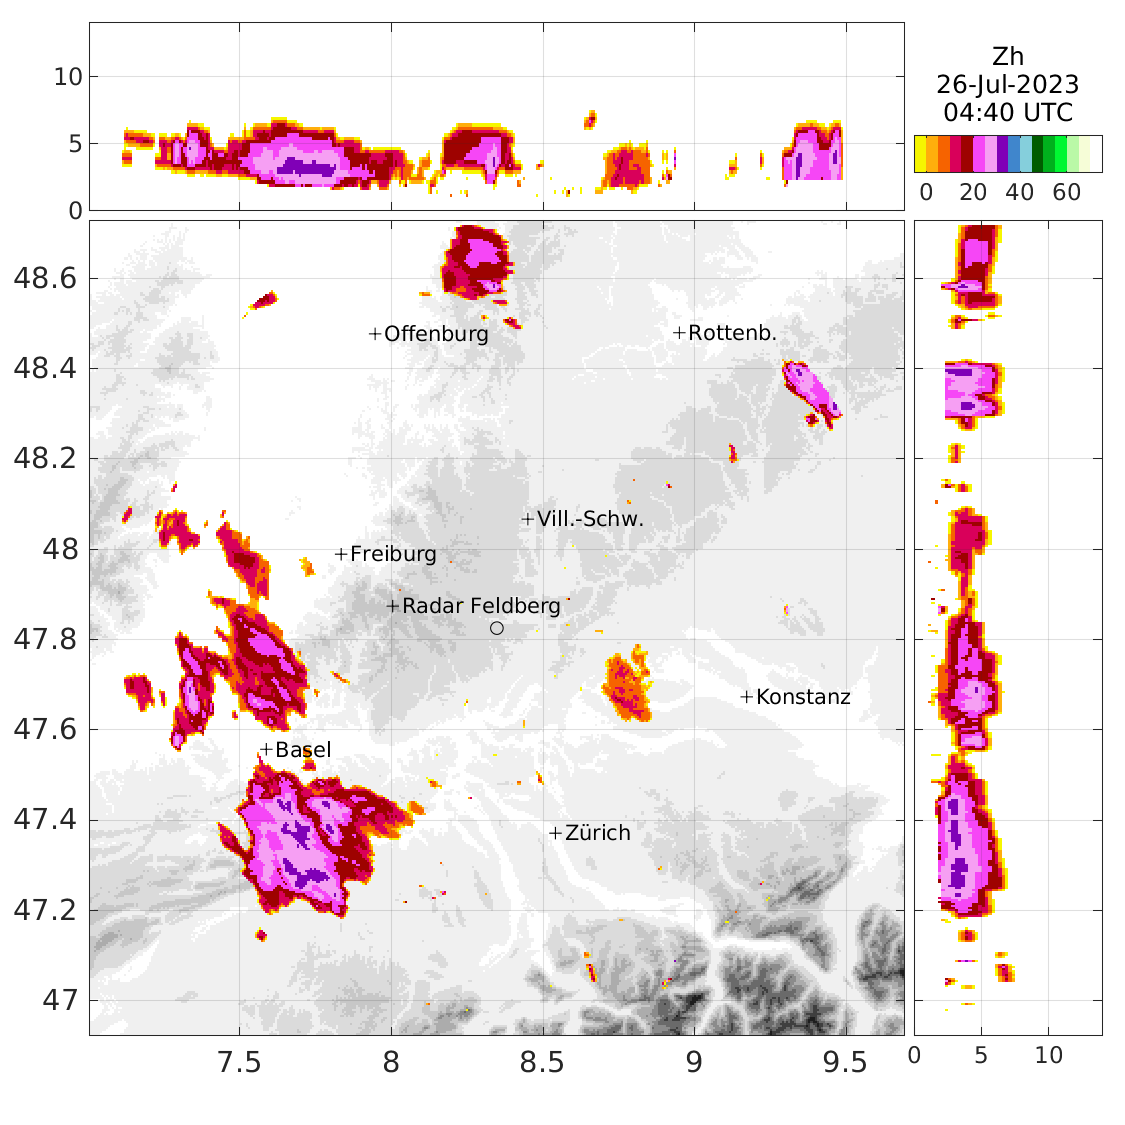 10
5
0
Zh
26-Jul-2023
04:40 UTC
0 20 40 60
48.6
48.4
48.2
48
47.8
47.6
47.4
47.2
47
Offenburg
Rottenb.
Vill.-Schw.
Freiburg
Radar Feldberg
Konstanz
Basel
Zürich
7.5 8 8.5 9 9.5
0 5 10